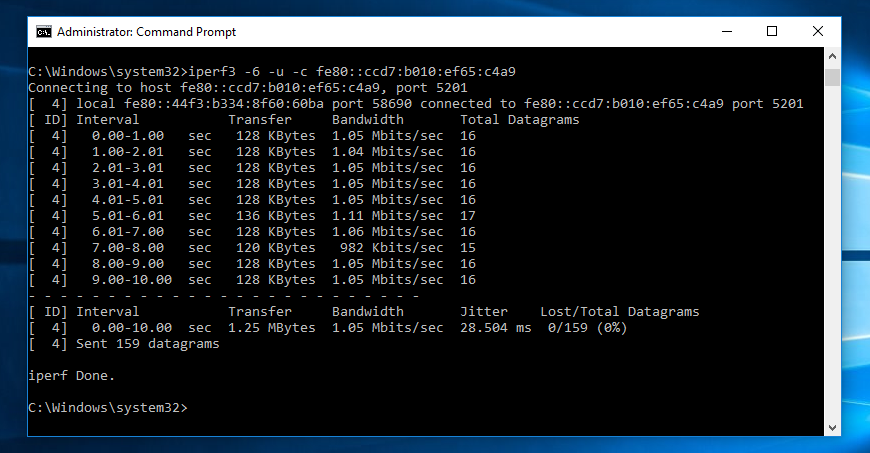 Administrator: Command Prompt
C:\Windows\system32>iperf3 -6 -u -c fe80::ccd7:b010:ef65:c4a9
Connecting to host fe80::ccd7:b010:ef65:c4a9, port 5201
[  4] local fe80::44f3:b334:8f60:60ba port 58690 connected to fe80::ccd7:b010:ef65:c4a9 port 5201
[ ID] Interval           Transfer     Bandwidth       Total Datagrams
[  4]   0.00-1.00   sec   128 KBytes  1.05 Mbits/sec  16
[  4]   1.00-2.01   sec   128 KBytes  1.04 Mbits/sec  16
[  4]   2.01-3.01   sec   128 KBytes  1.05 Mbits/sec  16
[  4]   3.01-4.01   sec   128 KBytes  1.05 Mbits/sec  16
[  4]   4.01-5.01   sec   128 KBytes  1.05 Mbits/sec  16
[  4]   5.01-6.01   sec   136 KBytes  1.11 Mbits/sec  17
[  4]   6.01-7.00   sec   128 KBytes  1.06 Mbits/sec  16
[  4]   7.00-8.00   sec   120 KBytes   982 Kbits/sec  15
[  4]   8.00-9.00   sec   128 KBytes  1.05 Mbits/sec  16
[  4]   9.00-10.00  sec   128 KBytes  1.05 Mbits/sec  16
- - - - - - - - - - - - - - - - - - - - - - - - -
[ ID] Interval           Transfer     Bandwidth       Jitter    Lost/Total Datagrams
[  4]   0.00-10.00  sec  1.25 MBytes  1.05 Mbits/sec  28.504 ms  0/159 (0%)
[  4] Sent 159 datagrams
iperf Done.
C:\Windows\system32>